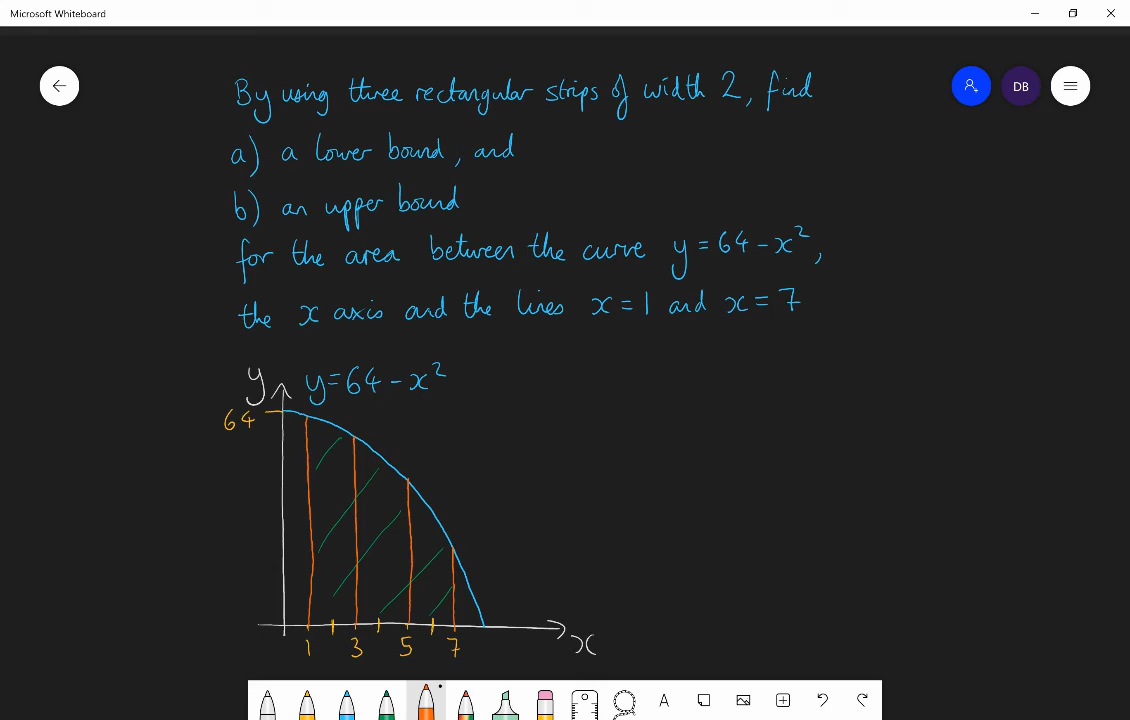 Microsoft Whiteboard
DB
By using three rectangular strips of width 2, find
a) a lower bound, and
b) an upper bound
for the area between the curve y = 64 - x²,
the x axis and the lines x = 1 and x = 7
y
y = 64 - x²
64
1 3 5 7
x
A